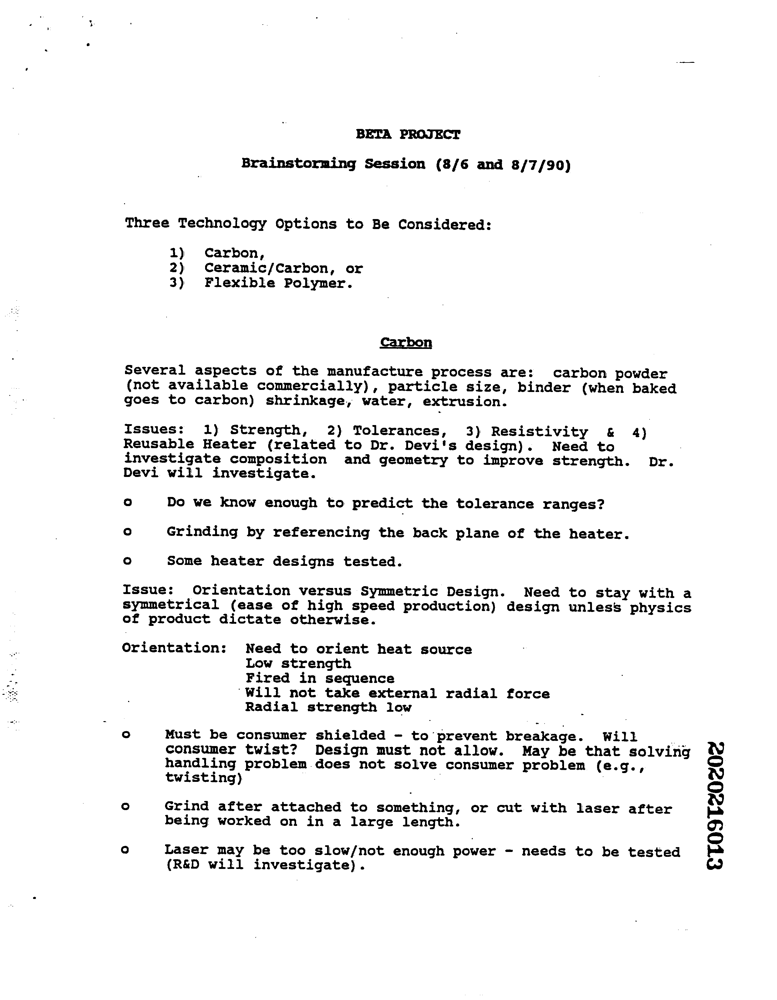 BETA PROJECT
Brainstorming Session (8/6 and 8/7/90)
Three Technology Options to Be Considered:
1) Carbon,
2) Ceramic/Carbon, or
3) Flexible Polymer.
Carbon
Several aspects of the manufacture process are: carbon powder
(not available commercially), particle size, binder (when baked
goes to carbon) shrinkage, water, extrusion.
Issues: 1) Strength, 2) Tolerances, 3) Resistivity & 4)
Reusable Heater (related to Dr. Devi's design). Need to
investigate composition and geometry to improve strength. Dr.
Devi will investigate.
o Do we know enough to predict the tolerance ranges?
o Grinding by referencing the back plane of the heater.
o Some heater designs tested.
Issue: Orientation versus Symmetric Design. Need to stay with a
symmetrical (ease of high speed production) design unless physics
of product dictate otherwise.
Orientation: Need to orient heat source
Low strength
Fired in sequence
Will not take external radial force
Radial strength low
o Must be consumer shielded - to prevent breakage. Will
consumer twist? Design must not allow. May be that solving
handling problem does not solve consumer problem (e.g.,
twisting)
o Grind after attached to something, or cut with laser after
being worked on in a large length.
o Laser may be too slow/not enough power - needs to be tested
(R&D will investigate).
2020216013